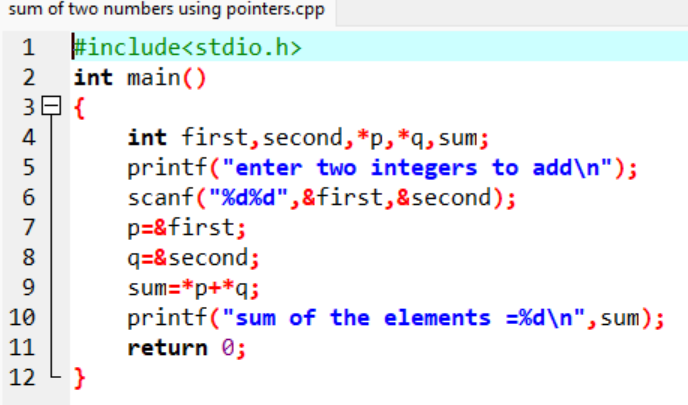 sum of two numbers using pointers.cpp
1 #include<stdio.h>
2 int main()
3 {
4 int first,second,*p,*q,sum;
5 printf("enter two integers to add\n");
6 scanf("%d%d",&first,&second);
7 p=&first;
8 q=&second;
9 sum=*p+*q;
10 printf("sum of the elements =%d\n",sum);
11 return 0;
12 }